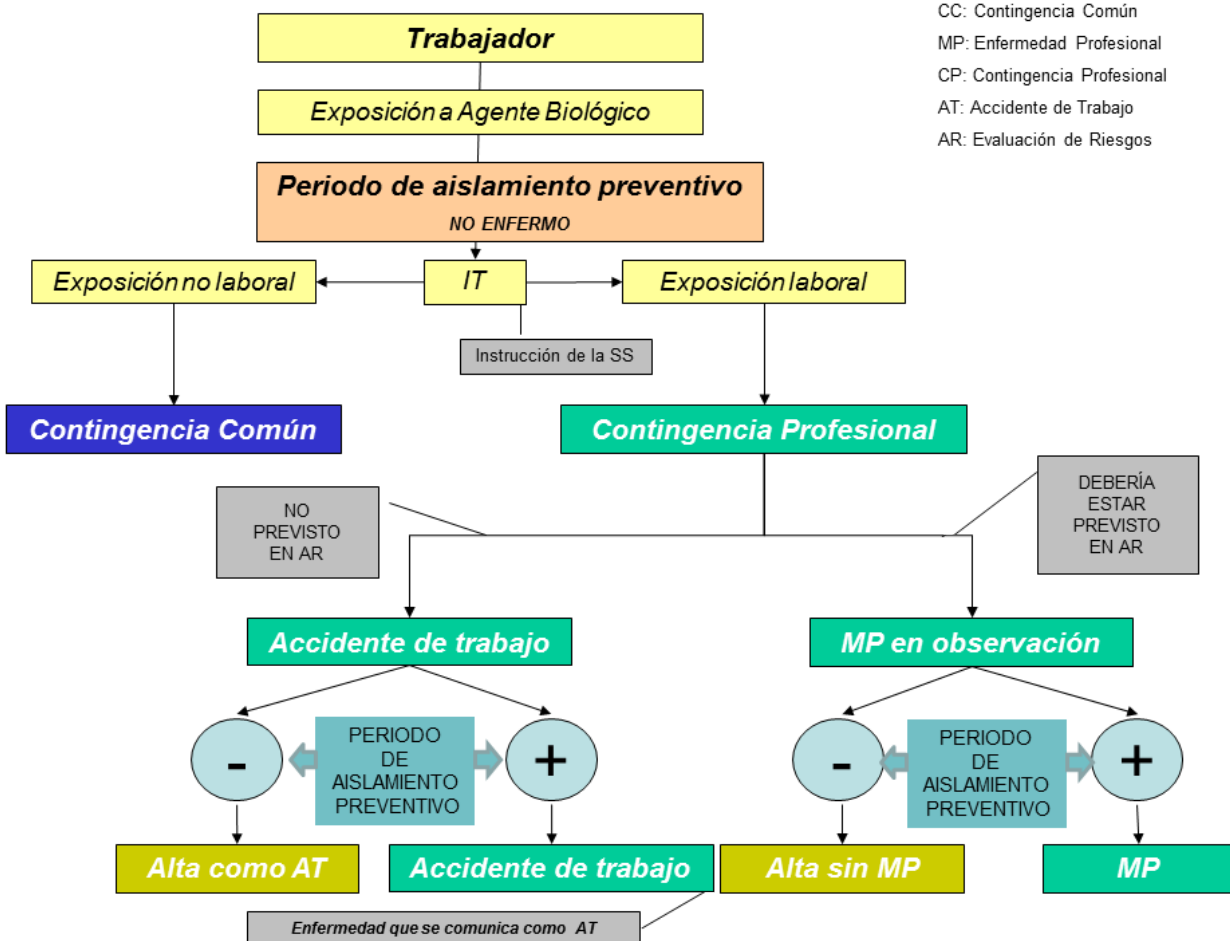 CC: Contingencia Común
MP: Enfermedad Profesional
CP: Contingencia Profesional
AT: Accidente de Trabajo
AR: Evaluación de Riesgos
Trabajador
Exposición a Agente Biológico
Periodo de aislamiento preventivo
NO ENFERMO
Exposición no laboral
IT
Exposición laboral
Instrucción de la SS
Contingencia Común
Contingencia Profesional
NO
PREVISTO
EN AR
DEBERÍA
ESTAR
PREVISTO
EN AR
Accidente de trabajo
MP en observación
-
PERIODO
DE
AISLAMIENTO
PREVENTIVO
+
-
PERIODO
DE
AISLAMIENTO
PREVENTIVO
+
Alta como AT
Accidente de trabajo
Alta sin MP
MP
Enfermedad que se comunica como AT